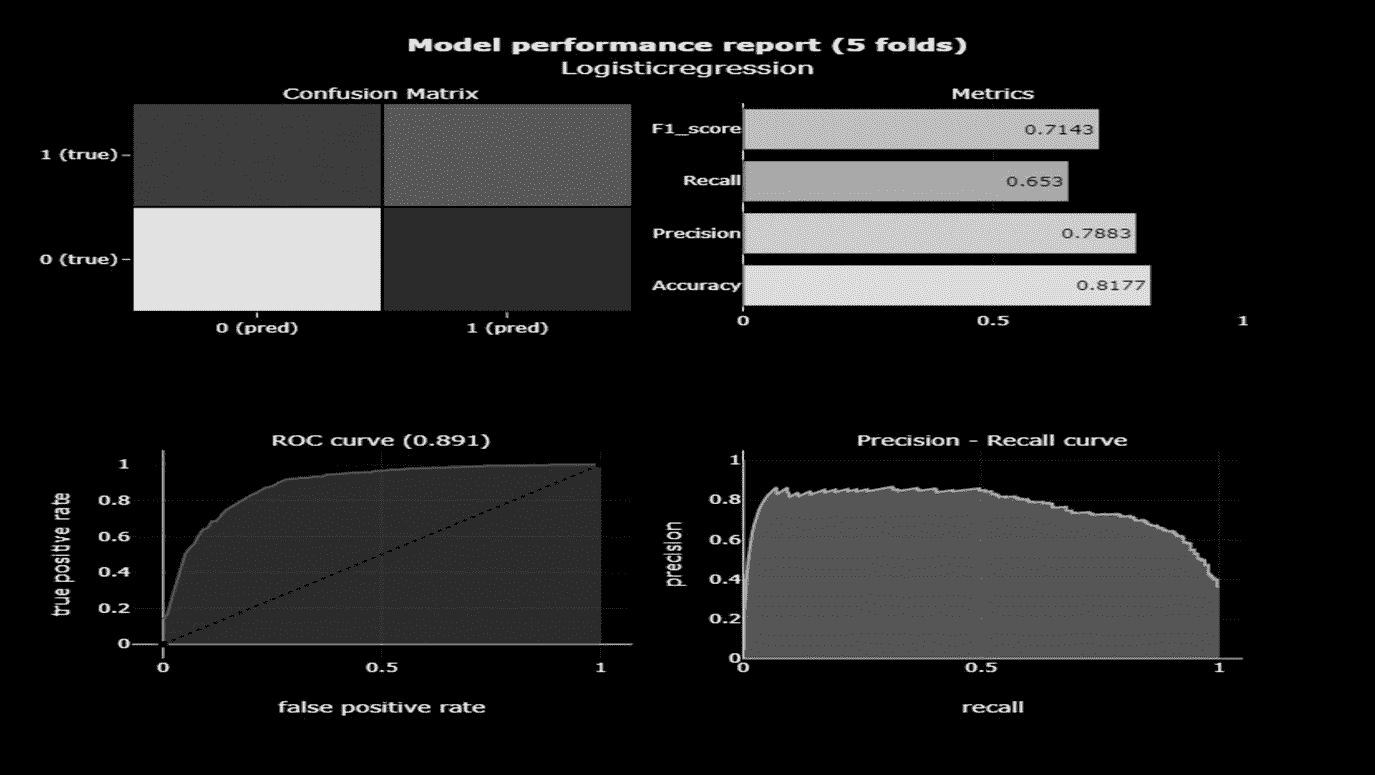 Model performance report (5 folds)
Logisticregression
Confusion Matrix
1 (true)
0 (true)
0 (pred) 1 (pred)
Metrics
F1_score 0.7143
Recall 0.653
Precision 0.7883
Accuracy 0.8177
0 0.5 1
ROC curve (0.891)
true positive rate
1
0.8
0.6
0.4
0.2
0
0 0.5 1
false positive rate
Precision - Recall curve
precision
1
0.8
0.6
0.4
0.2
0
0 0.5 1
recall